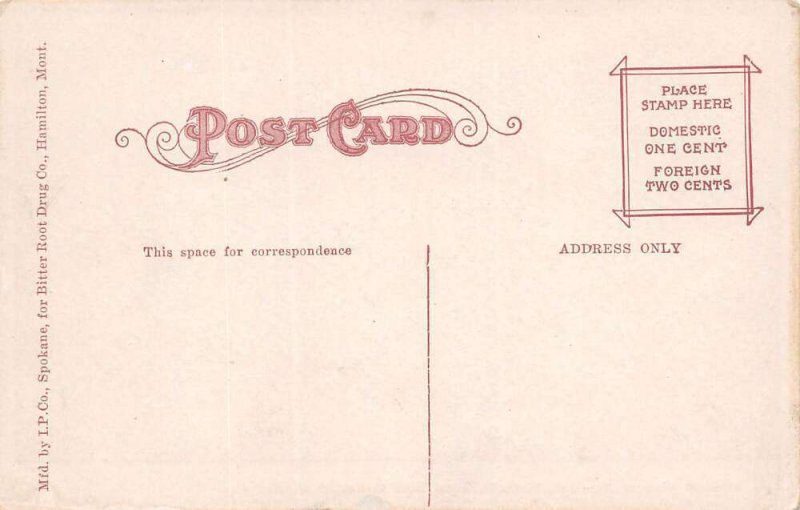 POST CARD
PLACE
STAMP HERE
DOMESTIC
ONE CENT
FOREIGN
TWO CENTS
This space for correspondence
ADDRESS ONLY
Mfd. by I.P.Co., Spokane, for Bitter Root Drug Co., Hamilton, Mont.